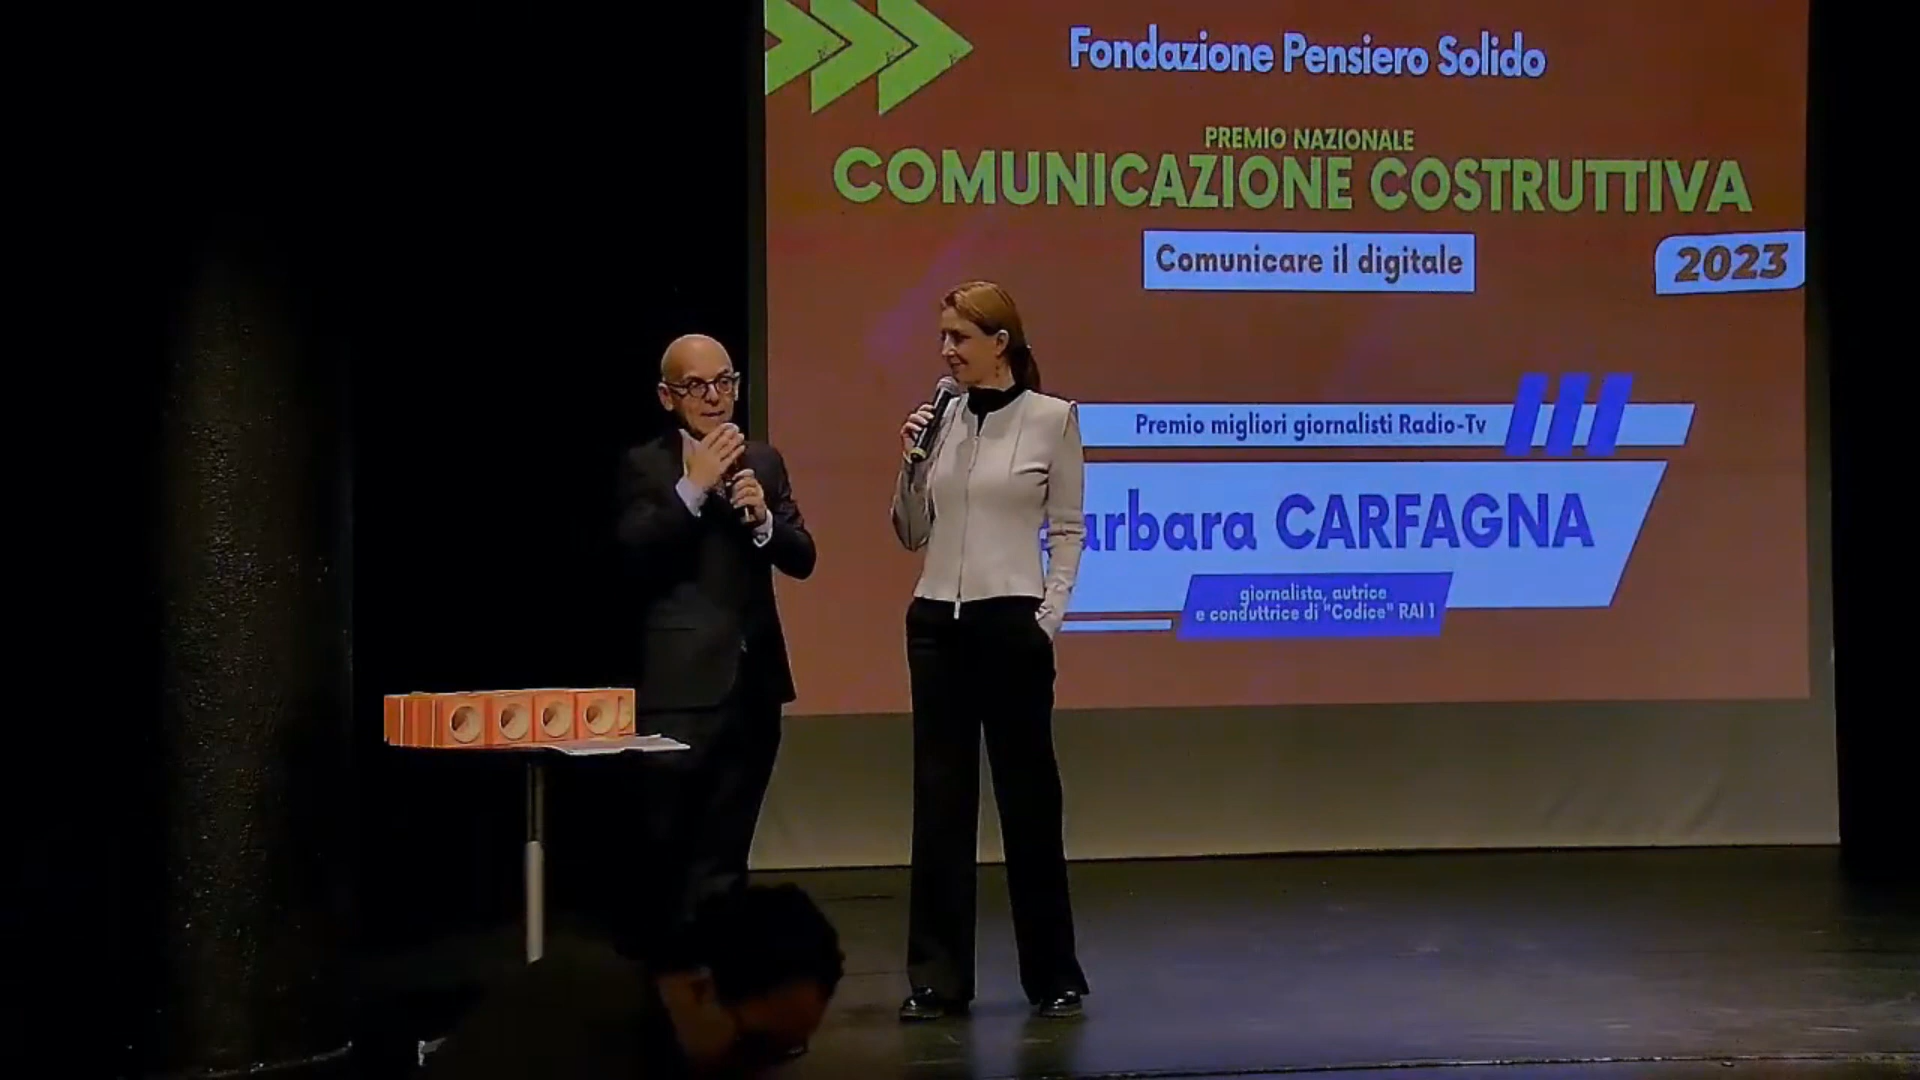 Fondazione Pensiero Solido
PREMIO NAZIONALE
COMUNICAZIONE COSTRUTTIVA
Comunicare il digitale
2023
Premio migliori giornalisti Radio-Tv
arbara CARFAGNA
giornalista, autrice
e conduttrice di "Codice" RAI 1